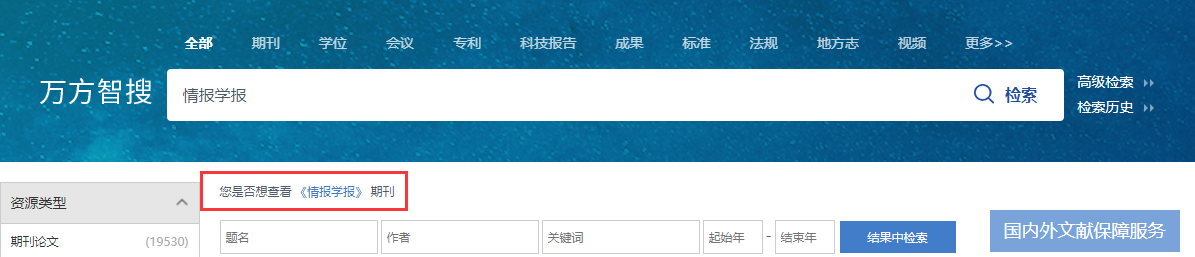 全部 期刊 学位 会议 专利 科技报告 成果 标准 法规 地方志 视频 更多>>
万方智搜 情报学报 检索
高级检索
检索历史
您是否想查看《情报学报》期刊
资源类型
题名 作者 关键词 起始年 - 结束年 结果中检索 国内外文献保障服务
期刊论文 (19530)